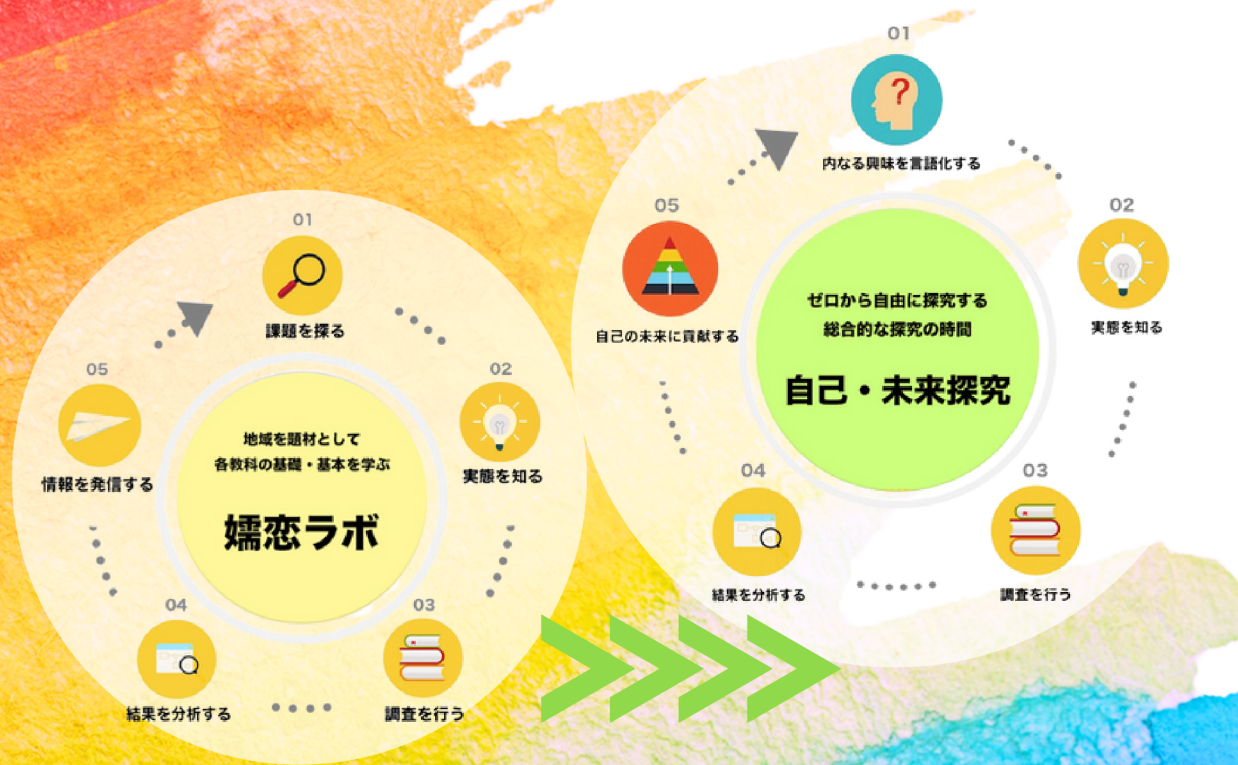 01
課題を探る
02
実態を知る
03
調査を行う
04
結果を分析する
05
情報を発信する
地域を題材として
各教科の基礎・基本を学ぶ
嬬恋ラボ
01
内なる興味を言語化する
02
実態を知る
03
調査を行う
04
結果を分析する
05
自己の未来に貢献する
ゼロから自由に探究する
総合的な探究の時間
自己・未来探究